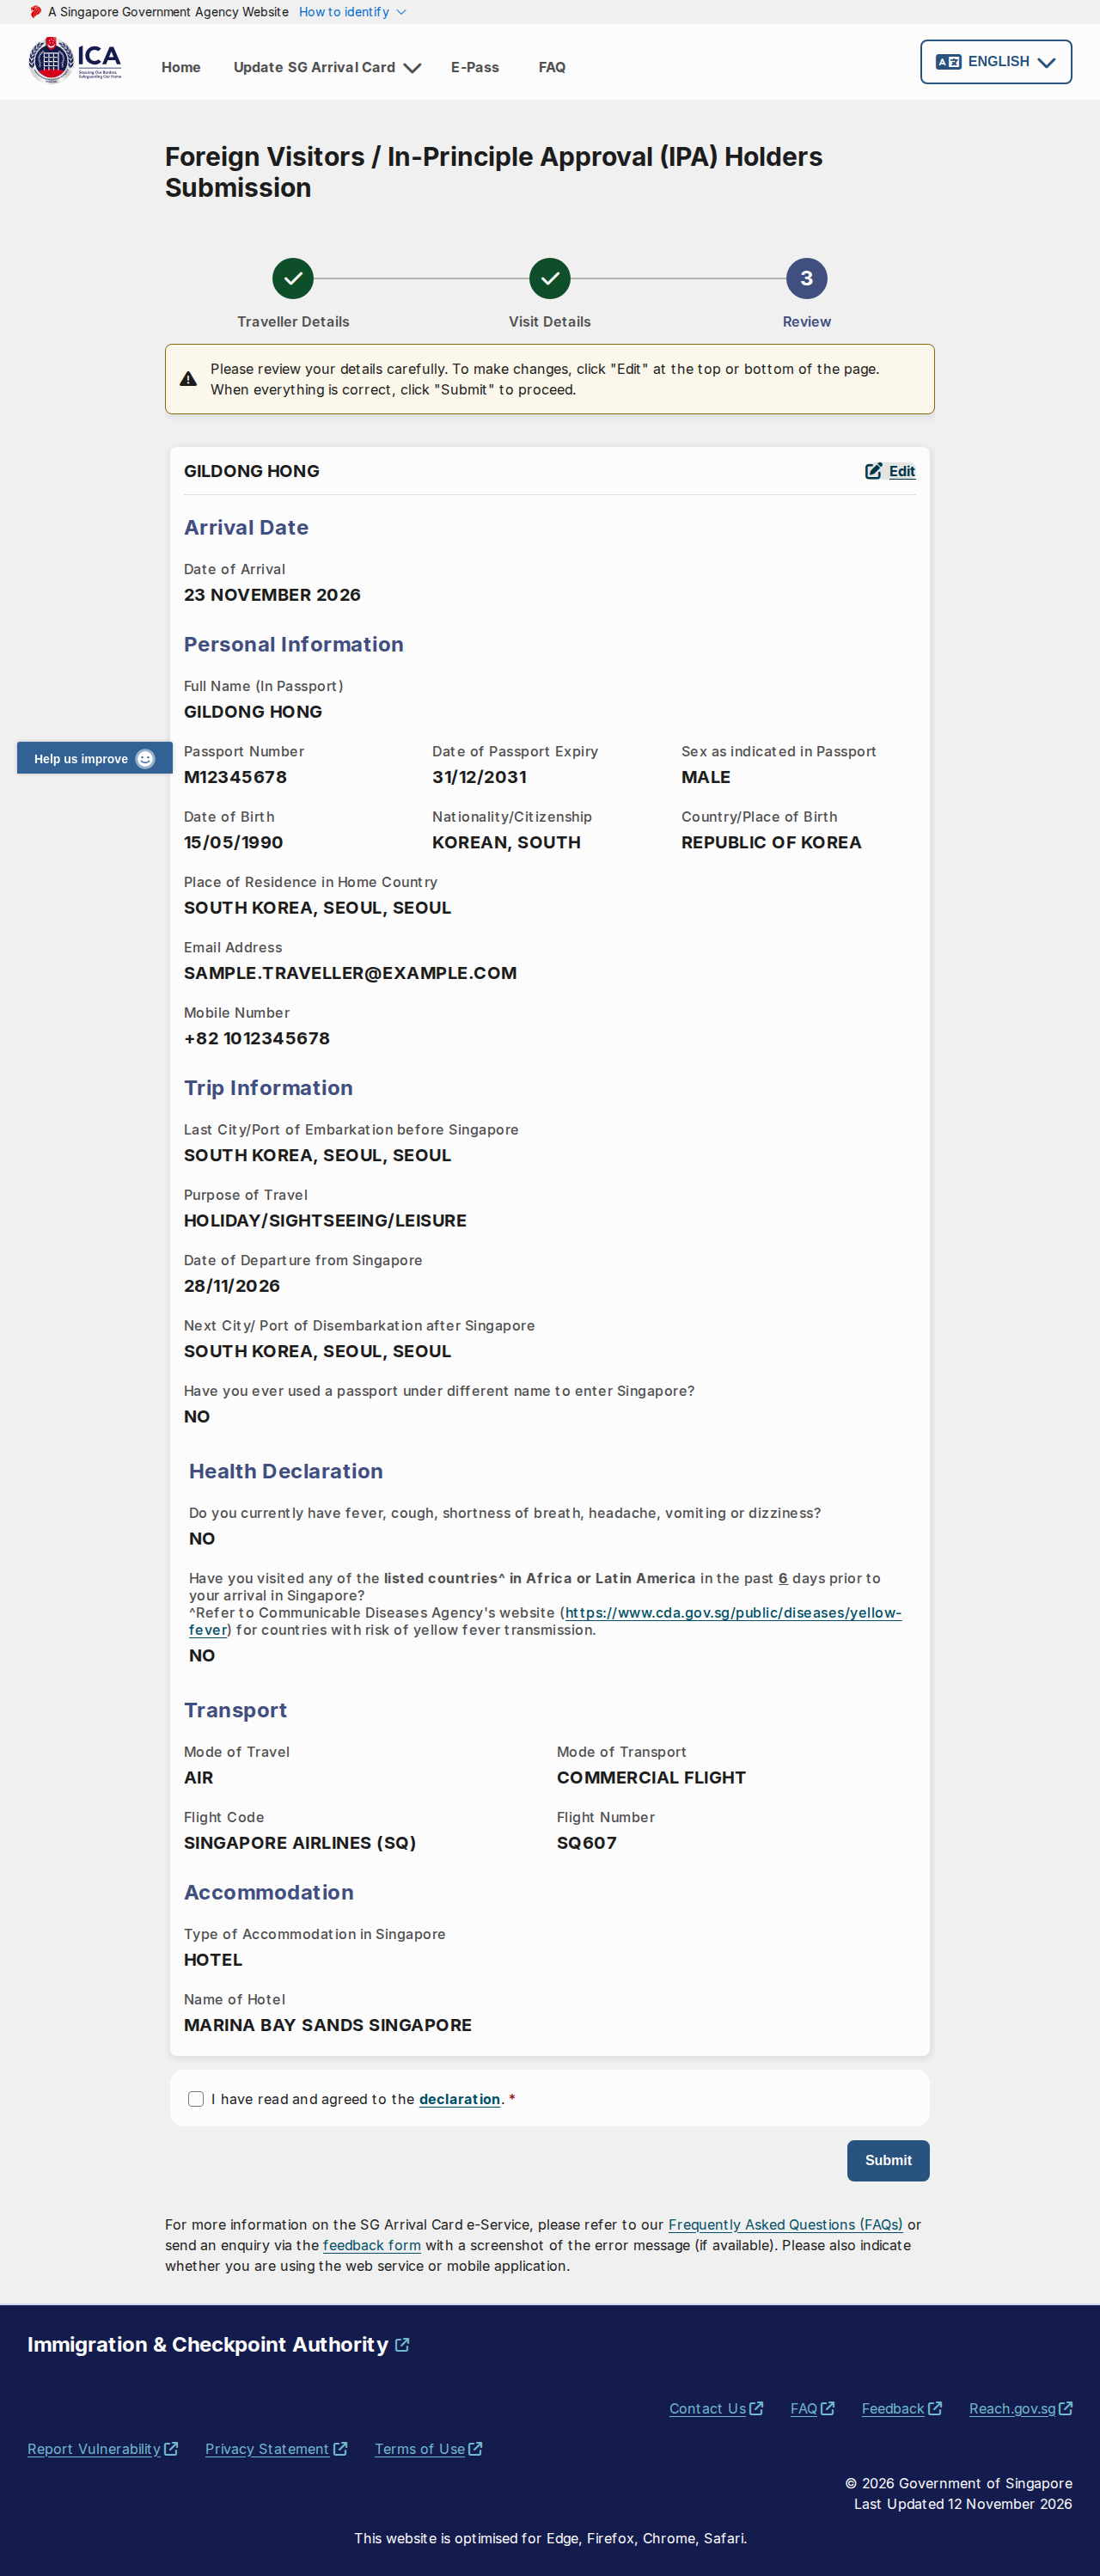 A Singapore Government Agency Website How to identify
ICA
Securing Our Borders
Safeguarding Our Home
Home
Update SG Arrival Card
E-Pass
FAQ
ENGLISH
Foreign Visitors / In-Principle Approval (IPA) Holders
Submission
3
Traveller Details
Visit Details
Review
Please review your details carefully. To make changes, click "Edit" at the top or bottom of the page.
When everything is correct, click "Submit" to proceed.
GILDONG HONG
Edit
Arrival Date
Date of Arrival
23 NOVEMBER 2026
Personal Information
Full Name (In Passport)
GILDONG HONG
Help us improve
Passport Number
M12345678
Date of Passport Expiry
31/12/2031
Sex as indicated in Passport
MALE
Date of Birth
15/05/1990
Nationality/Citizenship
KOREAN, SOUTH
Country/Place of Birth
REPUBLIC OF KOREA
Place of Residence in Home Country
SOUTH KOREA, SEOUL, SEOUL
Email Address
SAMPLE.TRAVELLER@EXAMPLE.COM
Mobile Number
+82 1012345678
Trip Information
Last City/Port of Embarkation before Singapore
SOUTH KOREA, SEOUL, SEOUL
Purpose of Travel
HOLIDAY/SIGHTSEEING/LEISURE
Date of Departure from Singapore
28/11/2026
Next City/ Port of Disembarkation after Singapore
SOUTH KOREA, SEOUL, SEOUL
Have you ever used a passport under different name to enter Singapore?
NO
Health Declaration
Do you currently have fever, cough, shortness of breath, headache, vomiting or dizziness?
NO
Have you visited any of the listed countries^ in Africa or Latin America in the past 6 days prior to
your arrival in Singapore?
^Refer to Communicable Diseases Agency's website (https://www.cda.gov.sg/public/diseases/yellow-
fever) for countries with risk of yellow fever transmission.
NO
Transport
Mode of Travel
AIR
Mode of Transport
COMMERCIAL FLIGHT
Flight Code
SINGAPORE AIRLINES (SQ)
Flight Number
SQ607
Accommodation
Type of Accommodation in Singapore
HOTEL
Name of Hotel
MARINA BAY SANDS SINGAPORE
I have read and agreed to the declaration. *
Submit
For more information on the SG Arrival Card e-Service, please refer to our Frequently Asked Questions (FAQs) or
send an enquiry via the feedback form with a screenshot of the error message (if available). Please also indicate
whether you are using the web service or mobile application.
Immigration & Checkpoint Authority
Contact Us
FAQ
Feedback
Reach.gov.sg
Report Vulnerability
Privacy Statement
Terms of Use
© 2026 Government of Singapore
Last Updated 12 November 2026
This website is optimised for Edge, Firefox, Chrome, Safari.